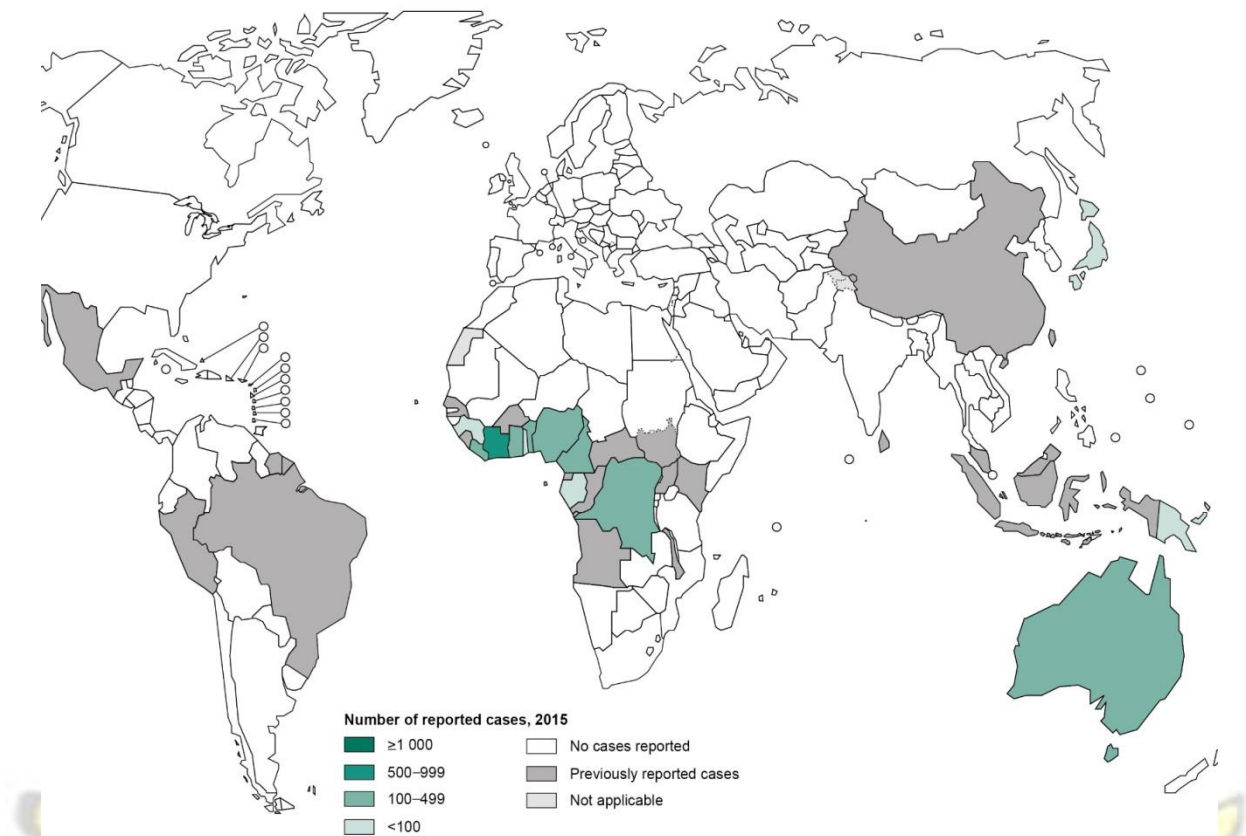 Number of reported cases, 2015
≥1 000
500–999
100–499
<100
No cases reported
Previously reported cases
Not applicable